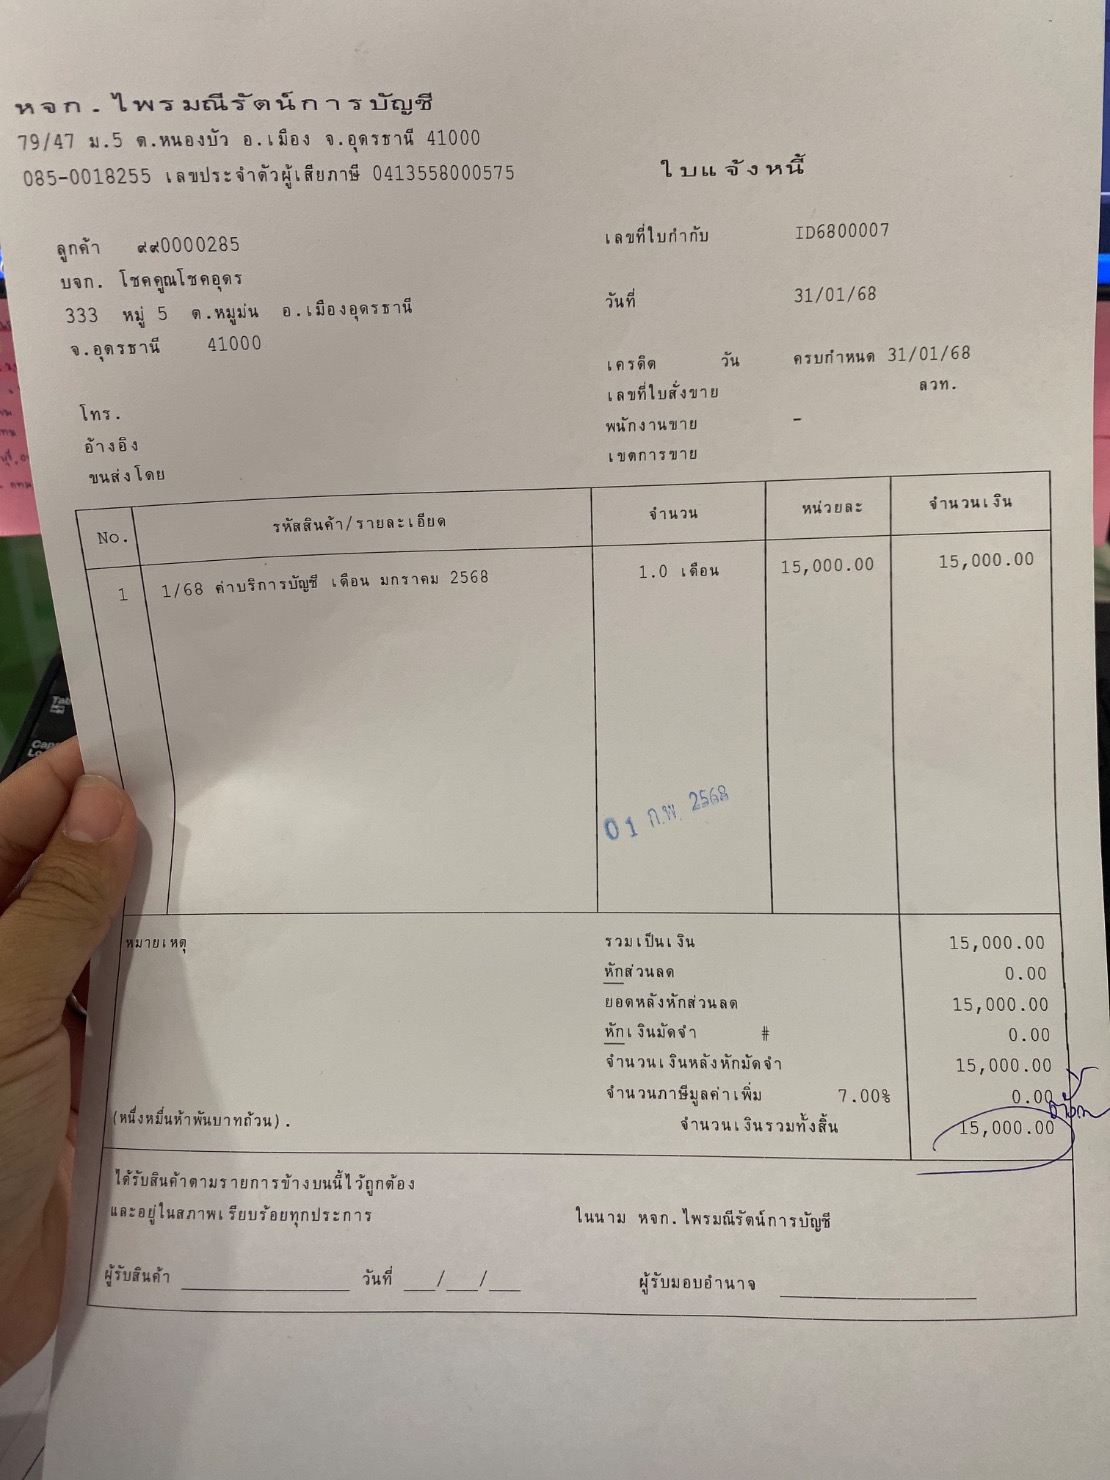 หจก.ไพรมณีรัตน์การบัญชี
79/47 ม.5 ต.หนองบัว อ.เมือง จ.อุดรธานี 41000
085-0018255 เลขประจำตัวผู้เสียภาษี 0413558000575
ใบแจ้งหนี้
ลูกค้า ๙๙0000285
เลขที่ใบกำกับ ID6800007
บจก. โชคคูณโชคอุดร
333 หมู่ 5 ต.หมูม่น อ.เมืองอุดรธานี
วันที่ 31/01/68
จ.อุดรธานี 41000
เครดิต วัน ครบกำหนด 31/01/68
เลขที่ใบสั่งขาย ลวท.
โทร.
พนักงานขาย -
อ้างอิง
เขตการขาย
ขนส่งโดย
No. รหัสสินค้า/รายละเอียด จำนวน หน่วยละ จำนวนเงิน
1 1/68 ค่าบริการบัญชี เดือน มกราคม 2568 1.0 เดือน 15,000.00 15,000.00
01 ก.พ. 2568
หมายเหตุ
รวมเป็นเงิน 15,000.00
หักส่วนลด 0.00
ยอดหลังหักส่วนลด 15,000.00
หักเงินมัดจำ # 0.00
จำนวนเงินหลังหักมัดจำ 15,000.00
จำนวนภาษีมูลค่าเพิ่ม 7.00% 0.00
(หนึ่งหมื่นห้าพันบาทถ้วน). จำนวนเงินรวมทั้งสิ้น 15,000.00
ได้รับสินค้าตามรายการข้างบนนี้ไว้ถูกต้อง
และอยู่ในสภาพเรียบร้อยทุกประการ
ในนาม หจก.ไพรมณีรัตน์การบัญชี
ผู้รับสินค้า ____________ วันที่ ___/___/___
ผู้รับมอบอำนาจ ____________
Tab
Caps